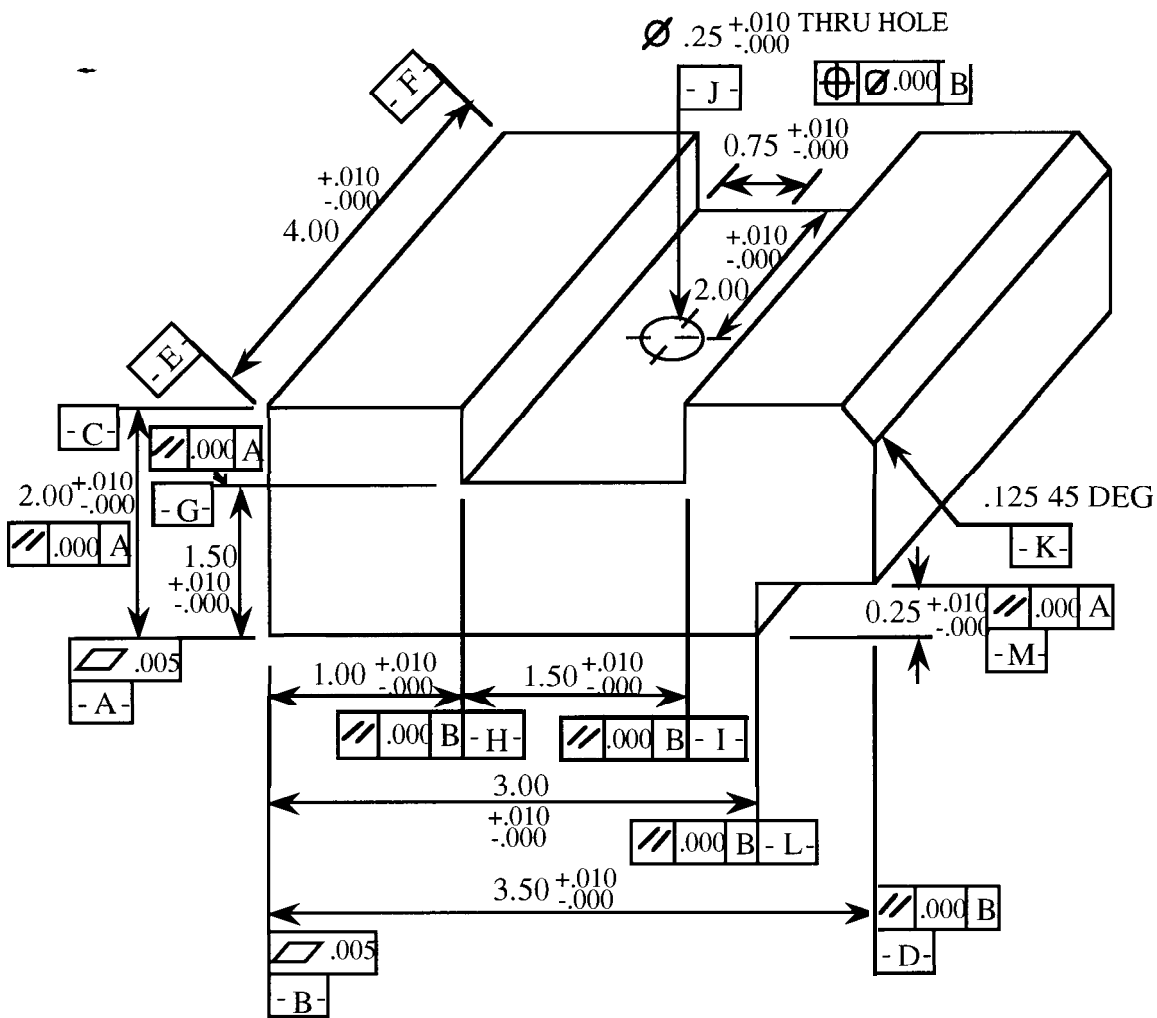 Ø .25 +.010 -.000 THRU HOLE
-F-
-J-
⌖ Ø .000 B
0.75 +.010 -.000
+.010 -.000
4.00
+.010 -.000
2.00
-E-
-C-
// .000 A
2.00 +.010 -.000
-G-
.125 45 DEG
// .000 A
-K-
1.50
+.010 -.000
0.25 +.010 -.000
// .000 A
-M-
▱ .005
-A-
1.00 +.010 -.000
1.50 +.010 -.000
// .000 B -H-
// .000 B -I-
3.00
+.010 -.000
// .000 B -L-
3.50 +.010 -.000
// .000 B
-D-
▱ .005
-B-